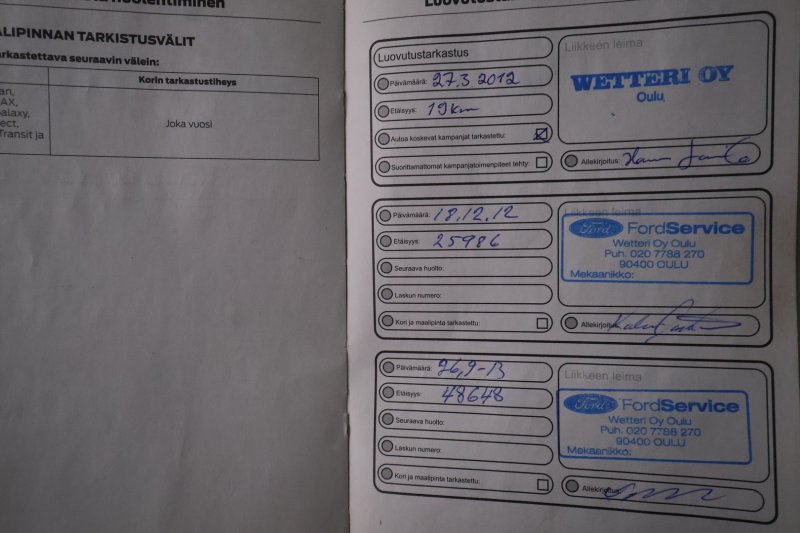 ALIPINNAN TARKISTUSVÄLIT
arkastettava seuraavin välein:
Korin tarkastustiheys
an,
AX,
alaxy,
ect,
Transit ja
Joka vuosi
Luovutustarkastus
Päivämäärä: 27.3.2012
Etäisyys: 19km
Autoa koskevat kampanjat tarkastettu:
Suorittamattomat kampanjatoimenpiteet tehty:
Liikkeen leima
WETTERI OY
Oulu
Allekirjoitus:
Päivämäärä: 18.12.12
Etäisyys: 25986
Seuraava huolto:
Laskun numero:
Kori ja maalipinta tarkastettu:
Liikkeen leima
Ford FordService
Wetteri Oy Oulu
Puh. 020 7788 270
90400 OULU
Mekaanikko:
Allekirjoitus:
Päivämäärä: 26,9-13
Etäisyys: 48648
Seuraava huolto:
Laskun numero:
Kori ja maalipinta tarkastettu:
Liikkeen leima
Ford FordService
Wetteri Oy Oulu
Puh. 020 7788 270
90400 OULU
Mekaanikko:
Allekirjoitus: